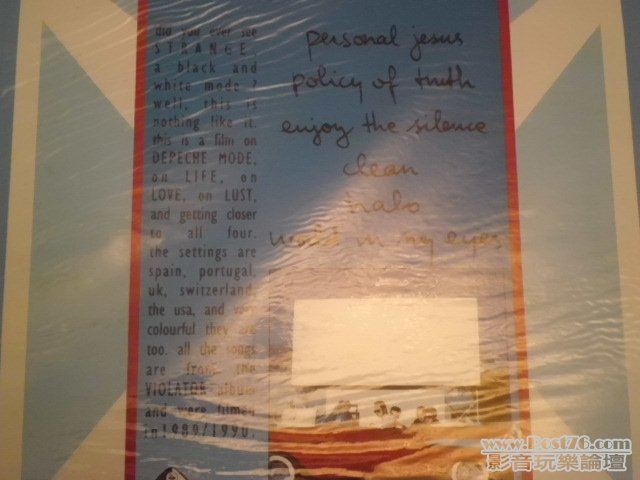 did you ever see
STRANGE,
a black and
white mode ?
well, this is
nothing like it.
this is a film on
DEPECHE MODE,
on LIFE, on
LOVE, on LUST,
and getting closer
to all four.
the settings are
spain, portugal,
uk, switzerland,
the usa, and very
colourful they are
too. all the songs
are from the
VIOLATOR album
and were filmed
in 1989/1990.
personal jesus
policy of truth
enjoy the silence
clean
halo
world in my eyes
www.Post76.com
影音玩樂論壇